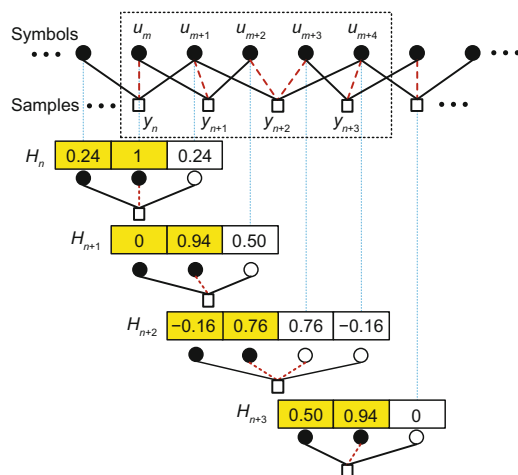 u_m u_{m+1} u_{m+2} u_{m+3} u_{m+4}
Symbols
Samples
y_n y_{n+1} y_{n+2} y_{n+3}
H_n 0.24 1 0.24
H_{n+1} 0 0.94 0.50
H_{n+2} −0.16 0.76 0.76 −0.16
H_{n+3} 0.50 0.94 0